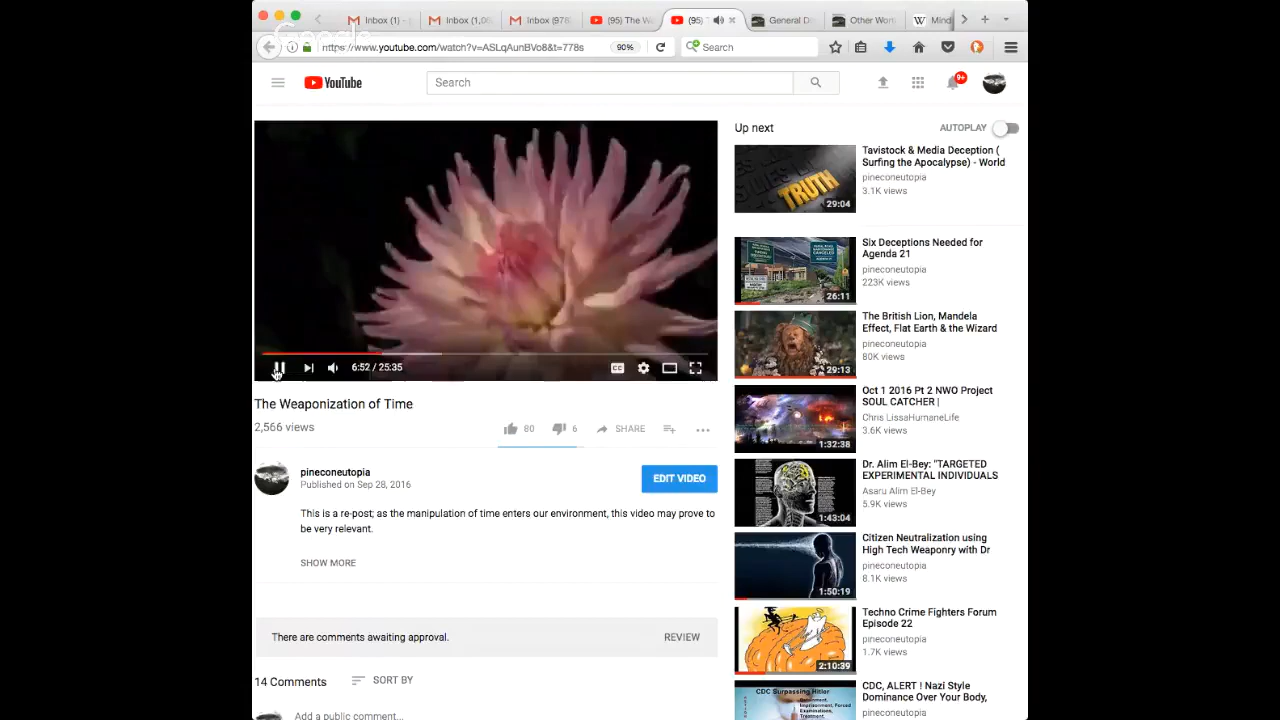 Inbox (1) -
Inbox (1,0
Inbox (978
(95) The W
(95)
General D
Other Wor
Mind
Google
https://www.youtube.com/watch?v=ASLqAunBVo8&t=778s
90%
Search
YouTube
Search
9+
Up next
AUTOPLAY
TRUTH
29:04
Tavistock & Media Deception (
Surfing the Apocalypse) - World
pineconeutopia
3.1K views
26:11
Six Deceptions Needed for
Agenda 21
pineconeutopia
223K views
29:13
The British Lion, Mandela
Effect, Flat Earth & the Wizard
pineconeutopia
80K views
1:32:38
Oct 1 2016 Pt 2 NWO Project
SOUL CATCHER |
Chris LissaHumaneLife
3.6K views
1:43:04
Dr. Alim El-Bey: "TARGETED
EXPERIMENTAL INDIVIDUALS
Asaru Alim El-Bey
5.9K views
1:50:19
Citizen Neutralization using
High Tech Weaponry with Dr
pineconeutopia
8.1K views
2:10:39
Techno Crime Fighters Forum
Episode 22
pineconeutopia
1.7K views
CDC Surpassing Hitler
CDC, ALERT ! Nazi Style
Dominance Over Your Body,
pineconeutopia
6:52 / 25:35
CC
The Weaponization of Time
2,566 views
80
6
SHARE
pineconeutopia
Published on Sep 28, 2016
EDIT VIDEO
This is a re-post; as the manipulation of time enters our environment, this video may prove to
be very relevant.
SHOW MORE
There are comments awaiting approval.
REVIEW
14 Comments
SORT BY
Add a public comment...